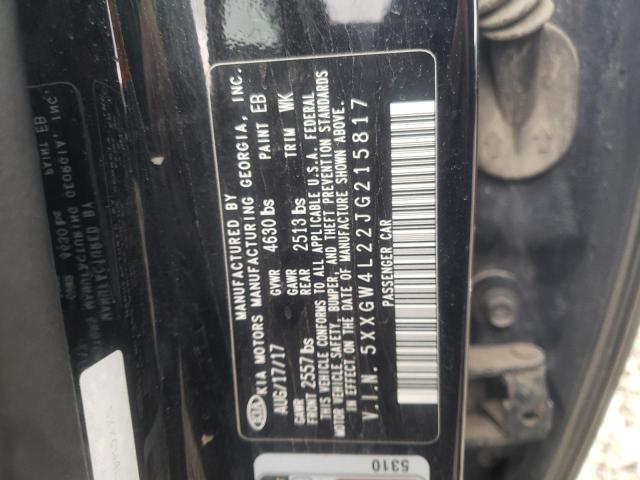 KIA
MANUFACTURED BY
KIA MOTORS MANUFACTURING GEORGIA, INC.
AUG/17/17 GVWR 4630 lbs PAINT EB
GAWR FRONT 2557 lbs GAWR REAR 2513 lbs TRIM WK
THIS VEHICLE CONFORMS TO ALL APPLICABLE U.S.A. FEDERAL
MOTOR VEHICLE SAFETY, BUMPER, AND THEFT PREVENTION STANDARDS
IN EFFECT ON THE DATE OF MANUFACTURE SHOWN ABOVE.
V.I.N. 5XXGW4L22JG215817
PASSENGER CAR
5310